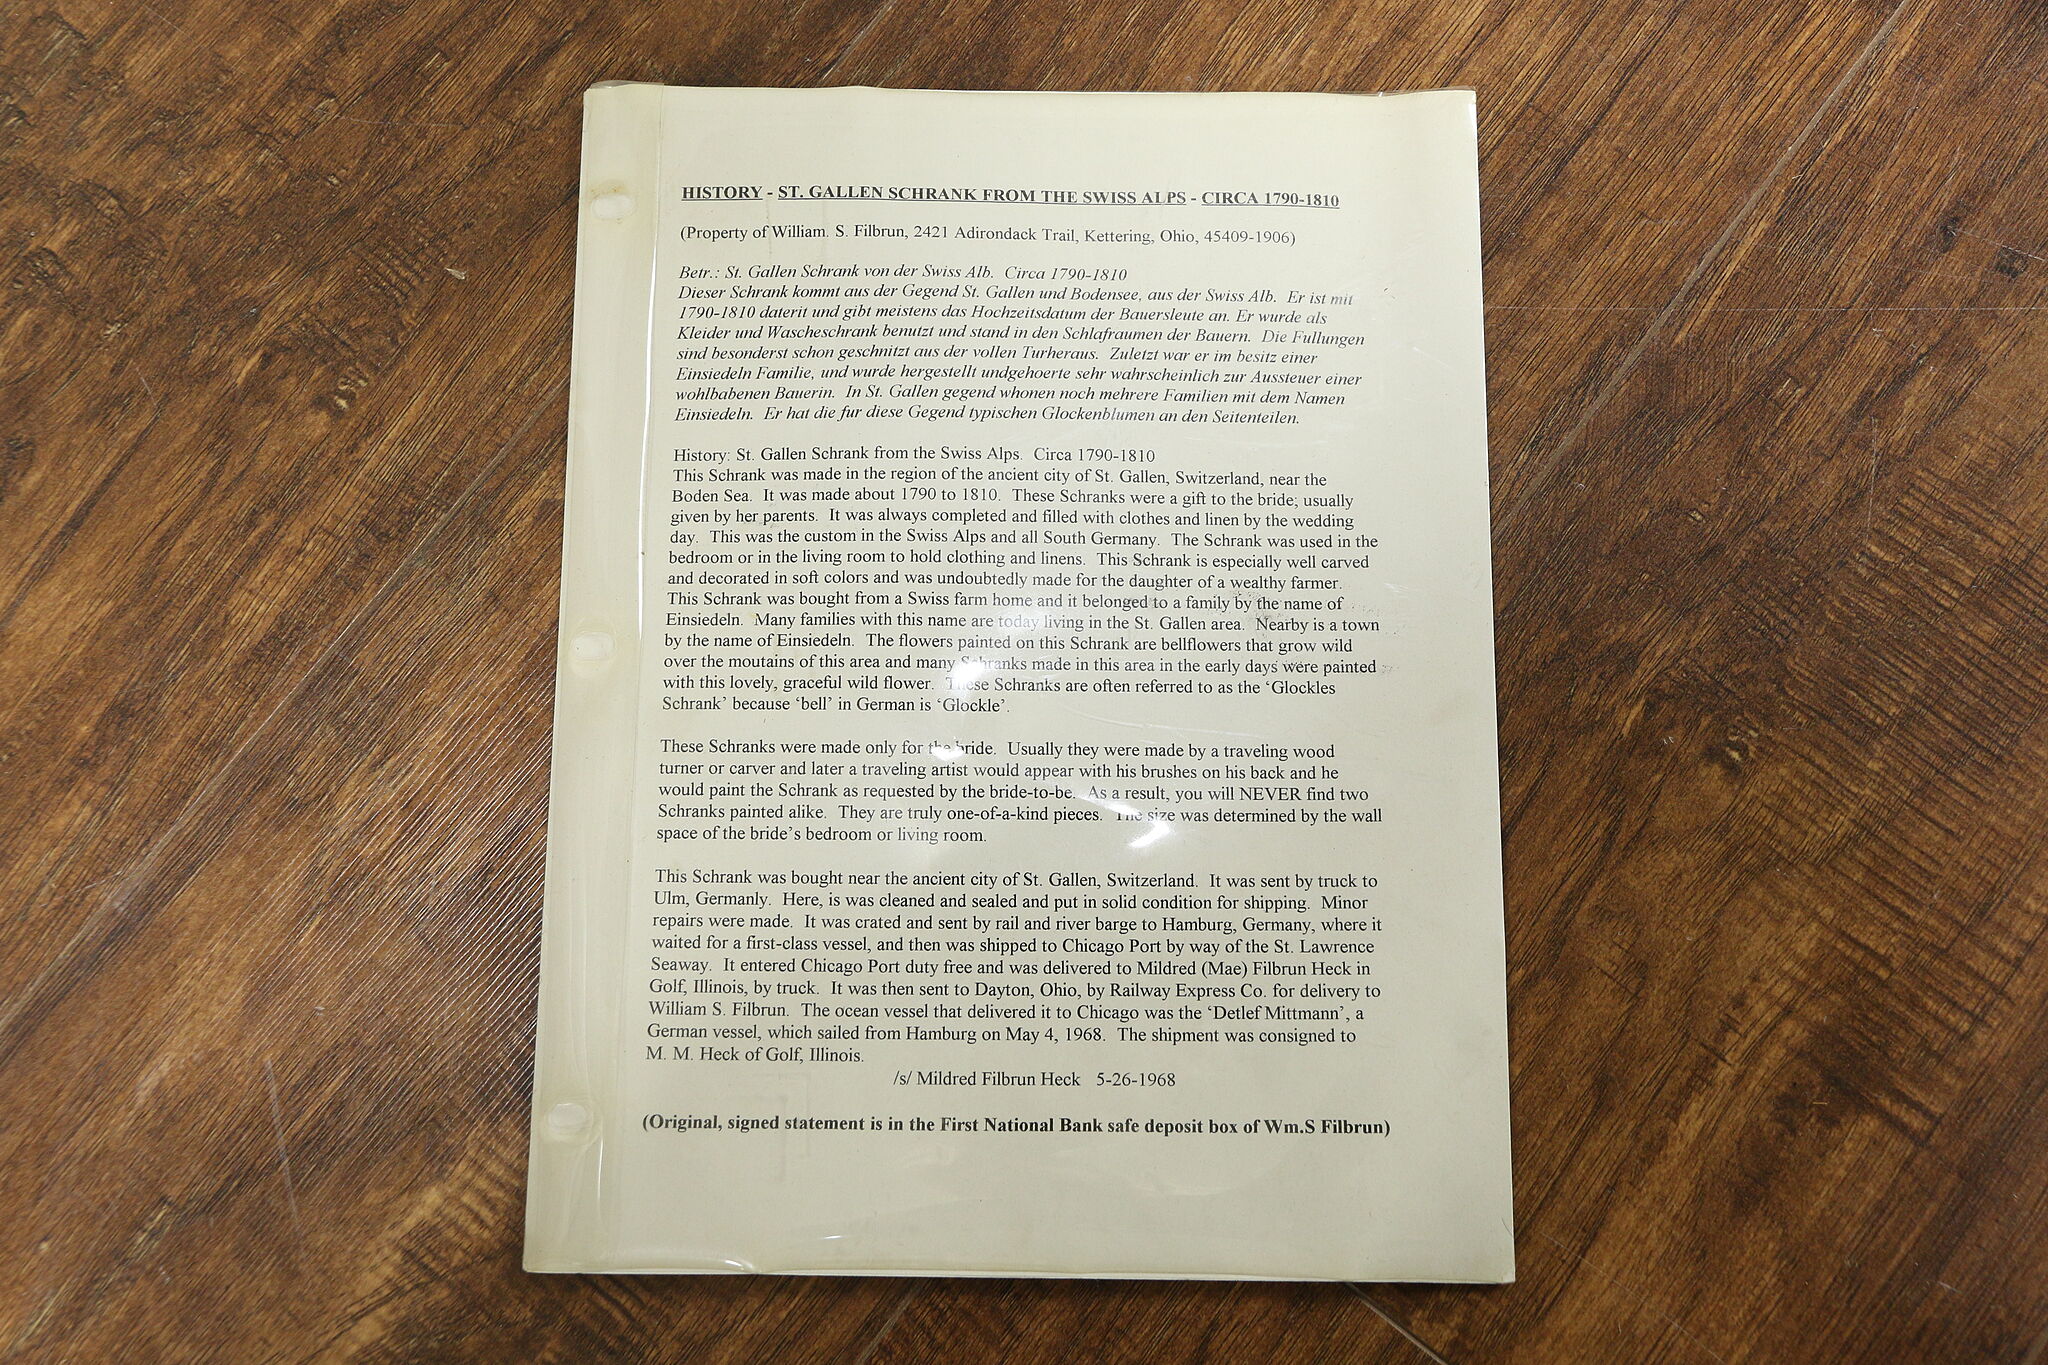 HISTORY - ST. GALLEN SCHRANK FROM THE SWISS ALPS - CIRCA 1790-1810
(Property of William. S. Filbrun, 2421 Adirondack Trail, Kettering, Ohio, 45409-1906)
Betr.: St. Gallen Schrank von der Swiss Alb. Circa 1790-1810
Dieser Schrank kommt aus der Gegend St. Gallen und Bodensee, aus der Swiss Alb. Er ist mit
1790-1810 daterit und gibt meistens das Hochzeitsdatum der Bauersleute an. Er wurde als
Kleider und Wascheschrank benutzt und stand in den Schlafraumen der Bauern. Die Fullungen
sind besonderst schon geschnitzt aus der vollen Turheraus. Zuletzt war er im besitz einer
Einsiedeln Familie, und wurde hergestellt undgehoerte sehr wahrscheinlich zur Aussteuer einer
wohlbabenen Bauerin. In St. Gallen gegend whonen noch mehrere Familien mit dem Namen
Einsiedeln. Er hat die fur diese Gegend typischen Glockenblumen an den Seitenteilen.
History: St. Gallen Schrank from the Swiss Alps. Circa 1790-1810
This Schrank was made in the region of the ancient city of St. Gallen, Switzerland, near the
Boden Sea. It was made about 1790 to 1810. These Schranks were a gift to the bride; usually
given by her parents. It was always completed and filled with clothes and linen by the wedding
day. This was the custom in the Swiss Alps and all South Germany. The Schrank was used in the
bedroom or in the living room to hold clothing and linens. This Schrank is especially well carved
and decorated in soft colors and was undoubtedly made for the daughter of a wealthy farmer.
This Schrank was bought from a Swiss farm home and it belonged to a family by the name of
Einsiedeln. Many families with this name are today living in the St. Gallen area. Nearby is a town
by the name of Einsiedeln. The flowers painted on this Schrank are bellflowers that grow wild
over the moutains of this area and many Schranks made in this area in the early days were painted
with this lovely, graceful wild flower. These Schranks are often referred to as the ‘Glockles
Schrank’ because ‘bell’ in German is ‘Glockle’.
These Schranks were made only for the bride. Usually they were made by a traveling wood
turner or carver and later a traveling artist would appear with his brushes on his back and he
would paint the Schrank as requested by the bride-to-be. As a result, you will NEVER find two
Schranks painted alike. They are truly one-of-a-kind pieces. The size was determined by the wall
space of the bride’s bedroom or living room.
This Schrank was bought near the ancient city of St. Gallen, Switzerland. It was sent by truck to
Ulm, Germanly. Here, is was cleaned and sealed and put in solid condition for shipping. Minor
repairs were made. It was crated and sent by rail and river barge to Hamburg, Germany, where it
waited for a first-class vessel, and then was shipped to Chicago Port by way of the St. Lawrence
Seaway. It entered Chicago Port duty free and was delivered to Mildred (Mae) Filbrun Heck in
Golf, Illinois, by truck. It was then sent to Dayton, Ohio, by Railway Express Co. for delivery to
William S. Filbrun. The ocean vessel that delivered it to Chicago was the ‘Detlef Mittmann’, a
German vessel, which sailed from Hamburg on May 4, 1968. The shipment was consigned to
M. M. Heck of Golf, Illinois.
/s/ Mildred Filbrun Heck 5-26-1968
(Original, signed statement is in the First National Bank safe deposit box of Wm.S Filbrun)